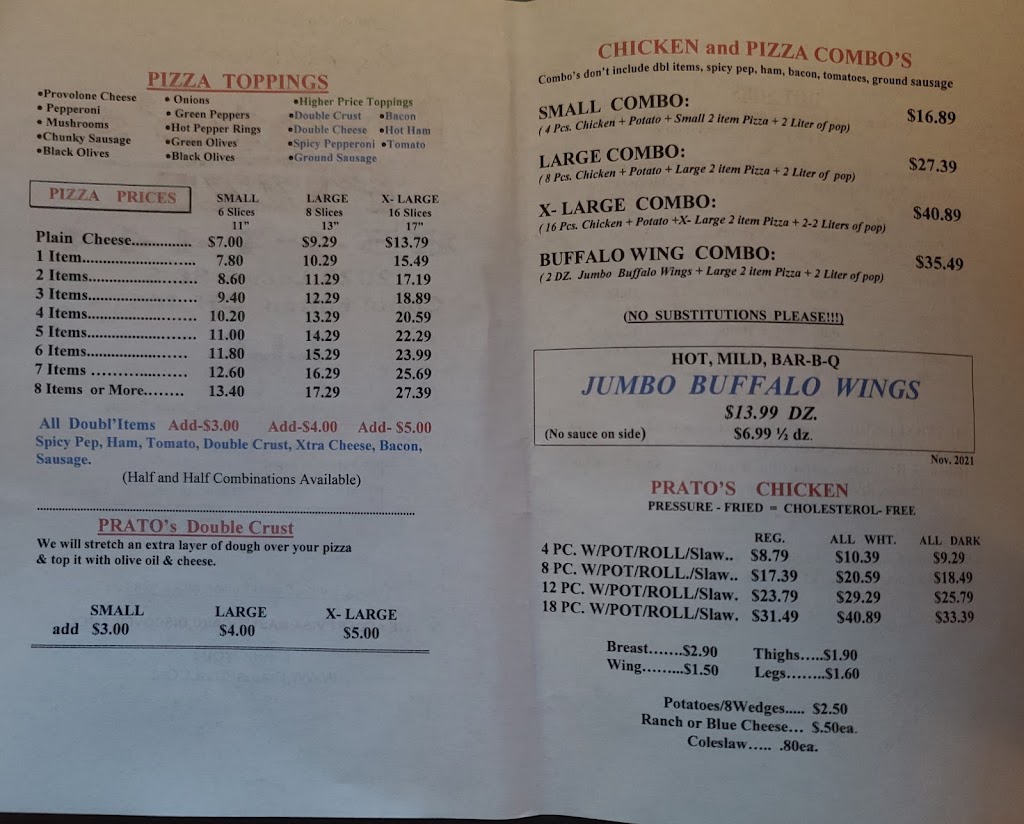 PIZZA TOPPINGS
•Provolone Cheese
• Pepperoni
• Mushrooms
•Chunky Sausage
•Black Olives
• Onions
• Green Peppers
•Hot Pepper Rings
•Green Olives
•Black Olives
•Higher Price Toppings
•Double Crust •Bacon
•Double Cheese •Hot Ham
•Spicy Pepperoni •Tomato
•Ground Sausage
PIZZA PRICES SMALL LARGE X- LARGE
6 Slices 8 Slices 16 Slices
11” 13” 17”
Plain Cheese.............. $7.00 $9.29 $13.79
1 Item........................... 7.80 10.29 15.49
2 Items......................... 8.60 11.29 17.19
3 Items......................... 9.40 12.29 18.89
4 Items......................... 10.20 13.29 20.59
5 Items......................... 11.00 14.29 22.29
6 Items....................... 11.80 15.29 23.99
7 Items ...................... 12.60 16.29 25.69
8 Items or More........ 13.40 17.29 27.39
All Doubl'Items Add-$3.00 Add-$4.00 Add- $5.00
Spicy Pep, Ham, Tomato, Double Crust, Xtra Cheese, Bacon,
Sausage.
(Half and Half Combinations Available)
PRATO's Double Crust
We will stretch an extra layer of dough over your pizza
& top it with olive oil & cheese.
SMALL LARGE X- LARGE
add $3.00 $4.00 $5.00
CHICKEN and PIZZA COMBO'S
Combo's don't include dbl items, spicy pep, ham, bacon, tomatoes, ground sausage
SMALL COMBO: $16.89
( 4 Pcs. Chicken + Potato + Small 2 item Pizza + 2 Liter of pop)
LARGE COMBO: $27.39
( 8 Pcs. Chicken + Potato + Large 2 item Pizza + 2 Liter of pop)
X- LARGE COMBO: $40.89
( 16 Pcs. Chicken + Potato +X- Large 2 item Pizza + 2-2 Liters of pop)
BUFFALO WING COMBO: $35.49
( 2 DZ. Jumbo Buffalo Wings + Large 2 item Pizza + 2 Liter of pop)
(NO SUBSTITUTIONS PLEASE!!!)
HOT, MILD, BAR-B-Q
JUMBO BUFFALO WINGS
$13.99 DZ.
(No sauce on side) $6.99 ½ dz.
Nov. 2021
PRATO'S CHICKEN
PRESSURE - FRIED = CHOLESTEROL- FREE
REG. ALL WHT. ALL DARK
4 PC. W/POT/ROLL/Slaw.. $8.79 $10.39 $9.29
8 PC. W/POT/ROLL./Slaw.. $17.39 $20.59 $18.49
12 PC. W/POT/ROLL/Slaw. $23.79 $29.29 $25.79
18 PC. W/POT/ROLL/Slaw. $31.49 $40.89 $33.39
Breast.......$2.90 Thighs.....$1.90
Wing.........$1.50 Legs........$1.60
Potatoes/8Wedges..... $2.50
Ranch or Blue Cheese... $.50ea.
Coleslaw..... .80ea.